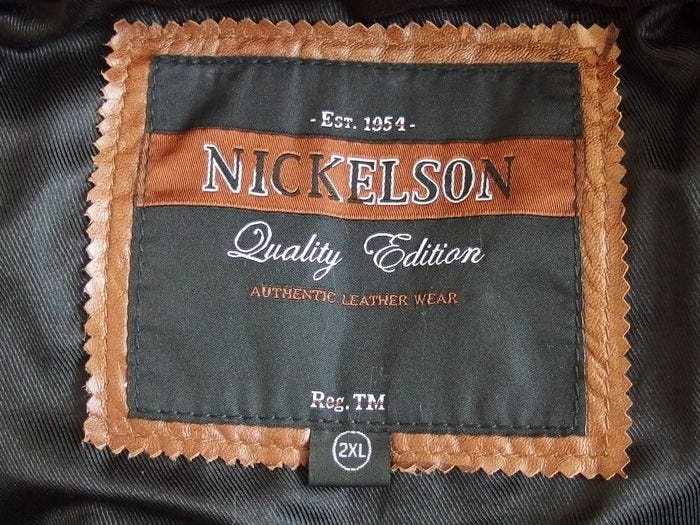 - Est. 1954 -
NICKELSON
Quality Edition
AUTHENTIC LEATHER WEAR
Reg. TM
2XL